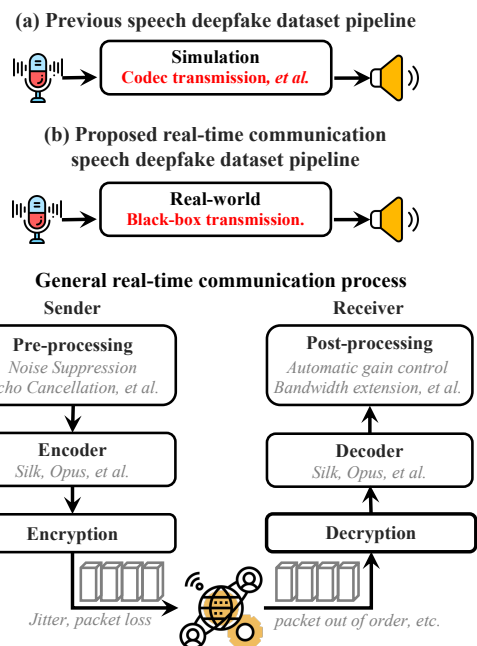 (a) Previous speech deepfake dataset pipeline
Simulation
Codec transmission, et al.
(b) Proposed real-time communication
speech deepfake dataset pipeline
Real-world
Black-box transmission.
General real-time communication process
Sender
Receiver
Pre-processing
Noise Suppression
cho Cancellation, et al.
Post-processing
Automatic gain control
Bandwidth extension, et al.
Encoder
Silk, Opus, et al.
Decoder
Silk, Opus, et al.
Encryption
Decryption
Jitter, packet loss
packet out of order, etc.